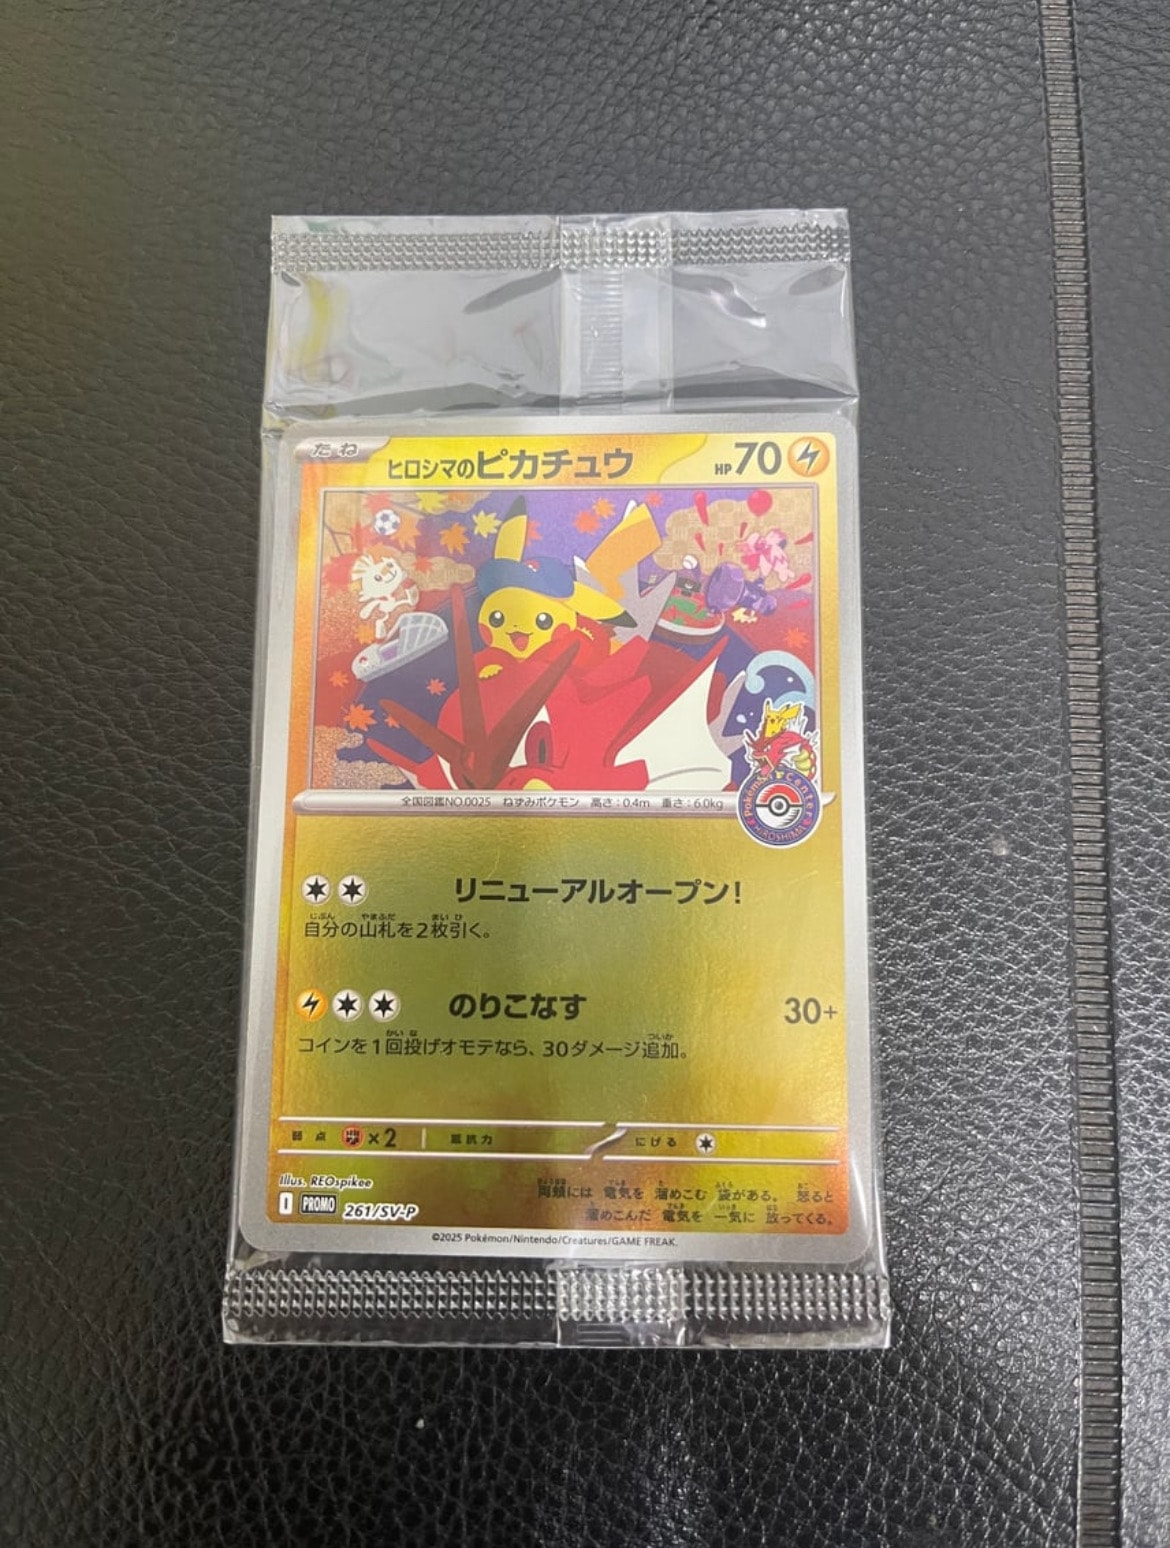 たね
ヒロシマのピカチュウ
HP70
Pokémon Center
HIROSHIMA
全国図鑑NO.0025 ねずみポケモン 高さ:0.4m 重さ:6.0kg
リニューアルオープン!
自分の山札を2枚引く。
のりこなす 30+
コインを1回投げオモテなら、30ダメージ追加。
弱点 ×2 抵抗力 にげる
Illus. REOspikee
I PROMO 261/SV-P
両頬には 電気を 溜めこむ 袋がある。 怒ると
溜めこんだ 電気を 一気に 放ってくる。
©2025 Pokémon/Nintendo/Creatures/GAME FREAK.